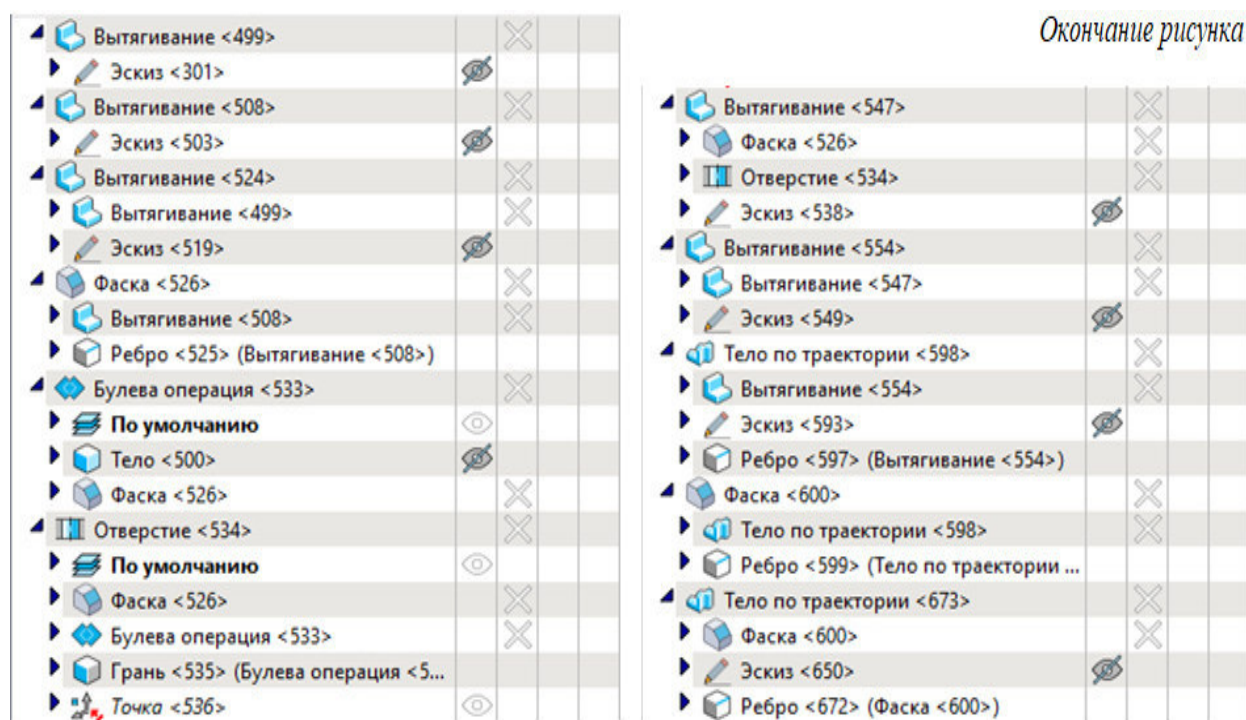 Окончание рисунка
Вытягивание <499>
Эскиз <301>
Вытягивание <508>
Эскиз <503>
Вытягивание <524>
Вытягивание <499>
Эскиз <519>
Фаска <526>
Вытягивание <508>
Ребро <525> (Вытягивание <508>)
Булева операция <533>
По умолчанию
Тело <500>
Фаска <526>
Отверстие <534>
По умолчанию
Фаска <526>
Булева операция <533>
Грань <535> (Булева операция <5...
Точка <536>
Вытягивание <547>
Фаска <526>
Отверстие <534>
Эскиз <538>
Вытягивание <554>
Вытягивание <547>
Эскиз <549>
Тело по траектории <598>
Вытягивание <554>
Эскиз <593>
Ребро <597> (Вытягивание <554>)
Фаска <600>
Тело по траектории <598>
Ребро <599> (Тело по траектории ...
Тело по траектории <673>
Фаска <600>
Эскиз <650>
Ребро <672> (Фаска <600>)